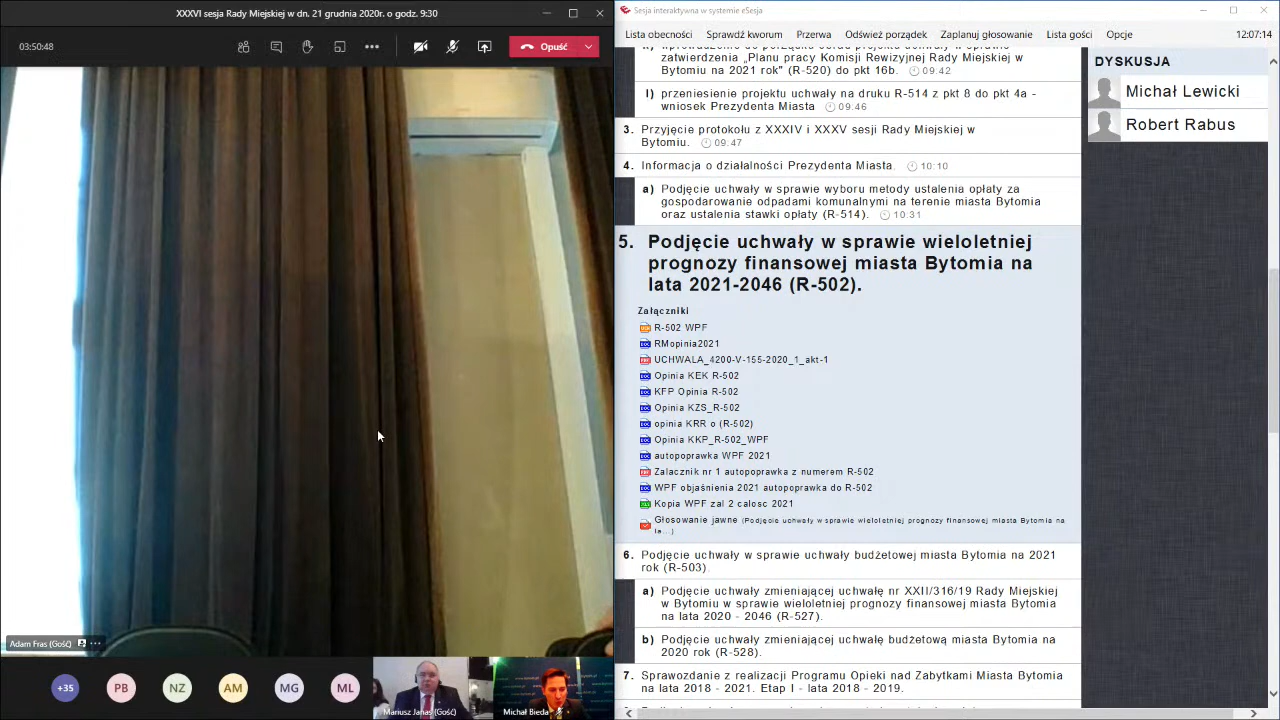 XXXVI sesja Rady Miejskiej w dn. 21 grudnia 2020r, o godz. 9:30
03:50:48
Opuść
Adam Fras (Gość)
+35
PB
AM
MG
NI
Mariusz Janas (Gość)
Michał Bieda
Sesja interaktywna w systemie eSesja
Lista obecności Sprawdź kworum Przerwa Odśwież porządek Zaplanuj głosowanie Lista gości Opcje
12:07:14
zatwierdzenia „Planu pracy Komisji Rewizyjnej Rady Miejskiej w
Bytomiu na 2021 rok" (R-520) do pkt 16b. 09:42
l) przeniesienie projektu uchwały na druku R-514 z pkt 8 do pkt 4a -
wniosek Prezydenta Miasta 09:46
3. Przyjęcie protokołu z XXXIV i XXXV sesji Rady Miejskiej w
Bytomiu. 09:47
4. Informacja o działalności Prezydenta Miasta. 10:10
a) Podjęcie uchwały w sprawie wyboru metody ustalenia opłaty za
gospodarowanie odpadami komunalnymi na terenie miasta Bytomia
oraz ustalenia stawki opłaty (R-514). 10:31
5. Podjęcie uchwały w sprawie wieloletniej
prognozy finansowej miasta Bytomia na
lata 2021-2046 (R-502).
Załączniki
R-502 WPF
RMopinia2021
UCHWALA_4200-V-155-2020_1_akt-1
Opinia KEK R-502
KFP Opinia R-502
Opinia KZS_R-502
opinia KRR o (R-502)
Opinia KKP_R-502_WPF
autopoprawka WPF 2021
Zalacznik nr 1 autopoprawka z numerem R-502
WPF objaśnienia 2021 autopoprawka do R-502
Kopia WPF zal 2 calosc 2021
Głosowanie jawne (Podjęcie uchwały w sprawie wieloletniej prognozy finansowej miasta Bytomia na
la...)
6. Podjęcie uchwały w sprawie uchwały budżetowej miasta Bytomia na 2021
rok (R-503).
a) Podjęcie uchwały zmieniającej uchwałę nr XXII/316/19 Rady Miejskiej
w Bytomiu w sprawie wieloletniej prognozy finansowej miasta Bytomia
na lata 2020 - 2046 (R-527).
b) Podjęcie uchwały zmieniającej uchwałę budżetową miasta Bytomia na
2020 rok (R-528).
7. Sprawozdanie z realizacji Programu Opieki nad Zabytkami Miasta Bytomia
na lata 2018 - 2021. Etap I - lata 2018 - 2019.
DYSKUSJA
Michał Lewicki
Robert Rabus